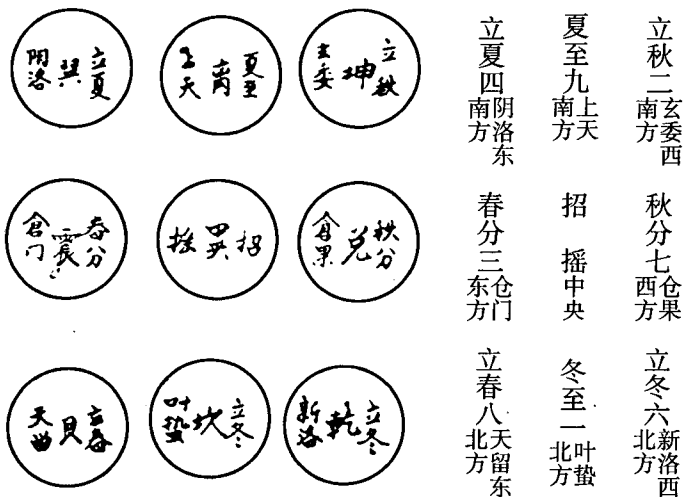 立夏
巽
阴洛
夏至
离
上天
立秋
坤
玄委
春分
震
仓门
招
摇
秋分
兑
仓果
立春
立冬
坎
叶蛰
立冬
乾
新洛
立夏四阴洛东南方
夏至九上天南方
立秋二玄委西南方
春分三仓门东方
招摇中央
秋分七仓果西方
立春八天留东北方
冬至一叶蛰北方
立冬六新洛西北方